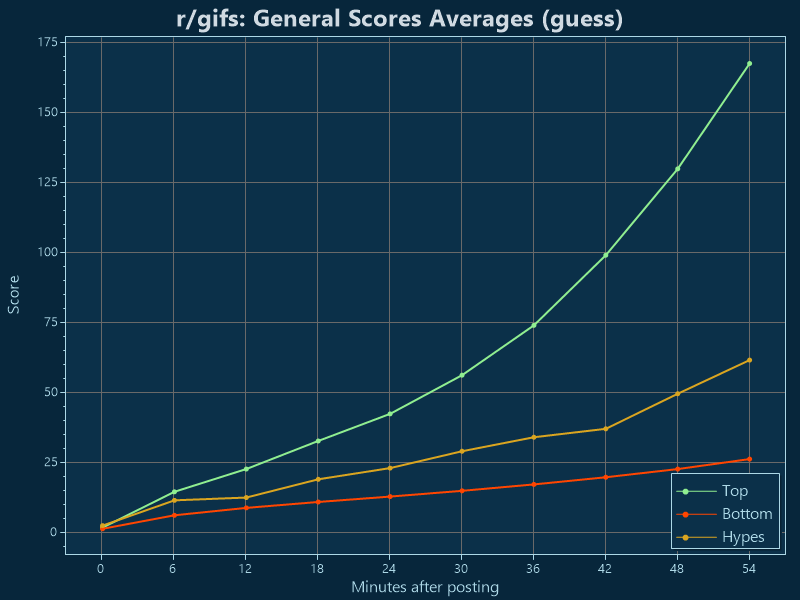 r/gifs: General Scores Averages (guess)
175
150
125
100
75
50
25
0
Score
0 6 12 18 24 30 36 42 48 54
Minutes after posting
Top
Bottom
Hypes